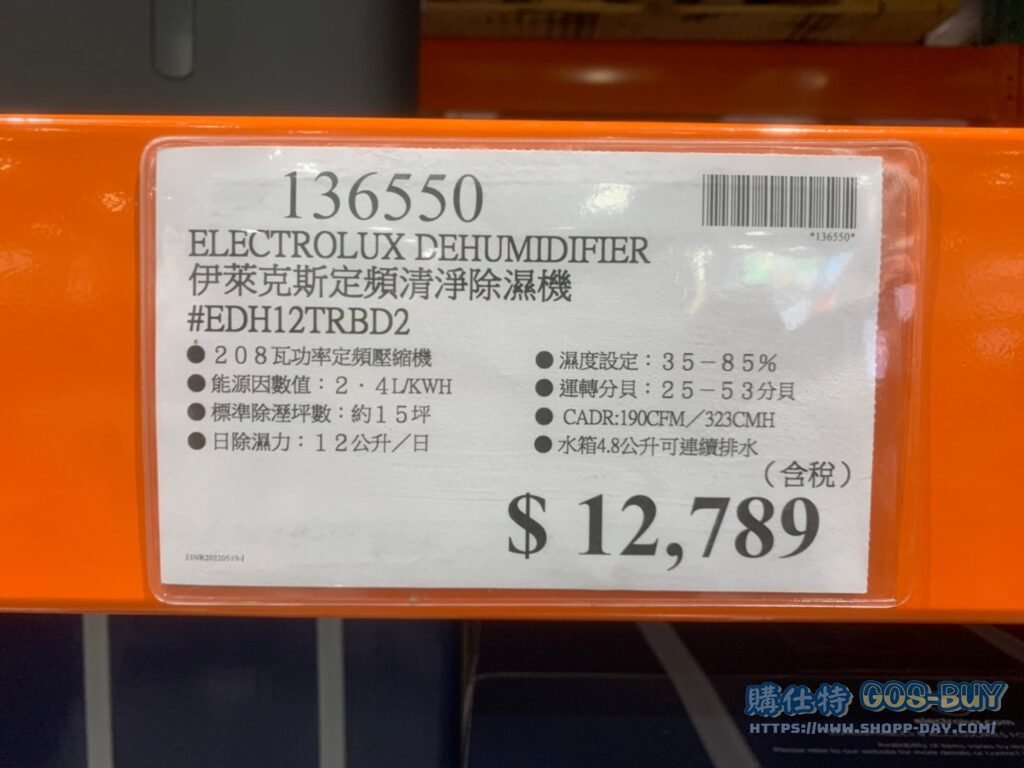 136550
*136550*
ELECTROLUX DEHUMIDIFIER
伊萊克斯定頻清淨除濕機
#EDH12TRBD2
●208瓦功率定頻壓縮機
●能源因數值：2．4L/KWH
●標準除溼坪數：約15坪
●日除濕力：12公升／日
●濕度設定：35－85%
●運轉分貝：25－53分貝
●CADR:190CFM／323CMH
●水箱4.8公升可連續排水
（含稅）
$ 12,789
33NR20220519-1
購仕特 GOS-BUY
HTTPS://WWW.SHOPP-DAY.COM/